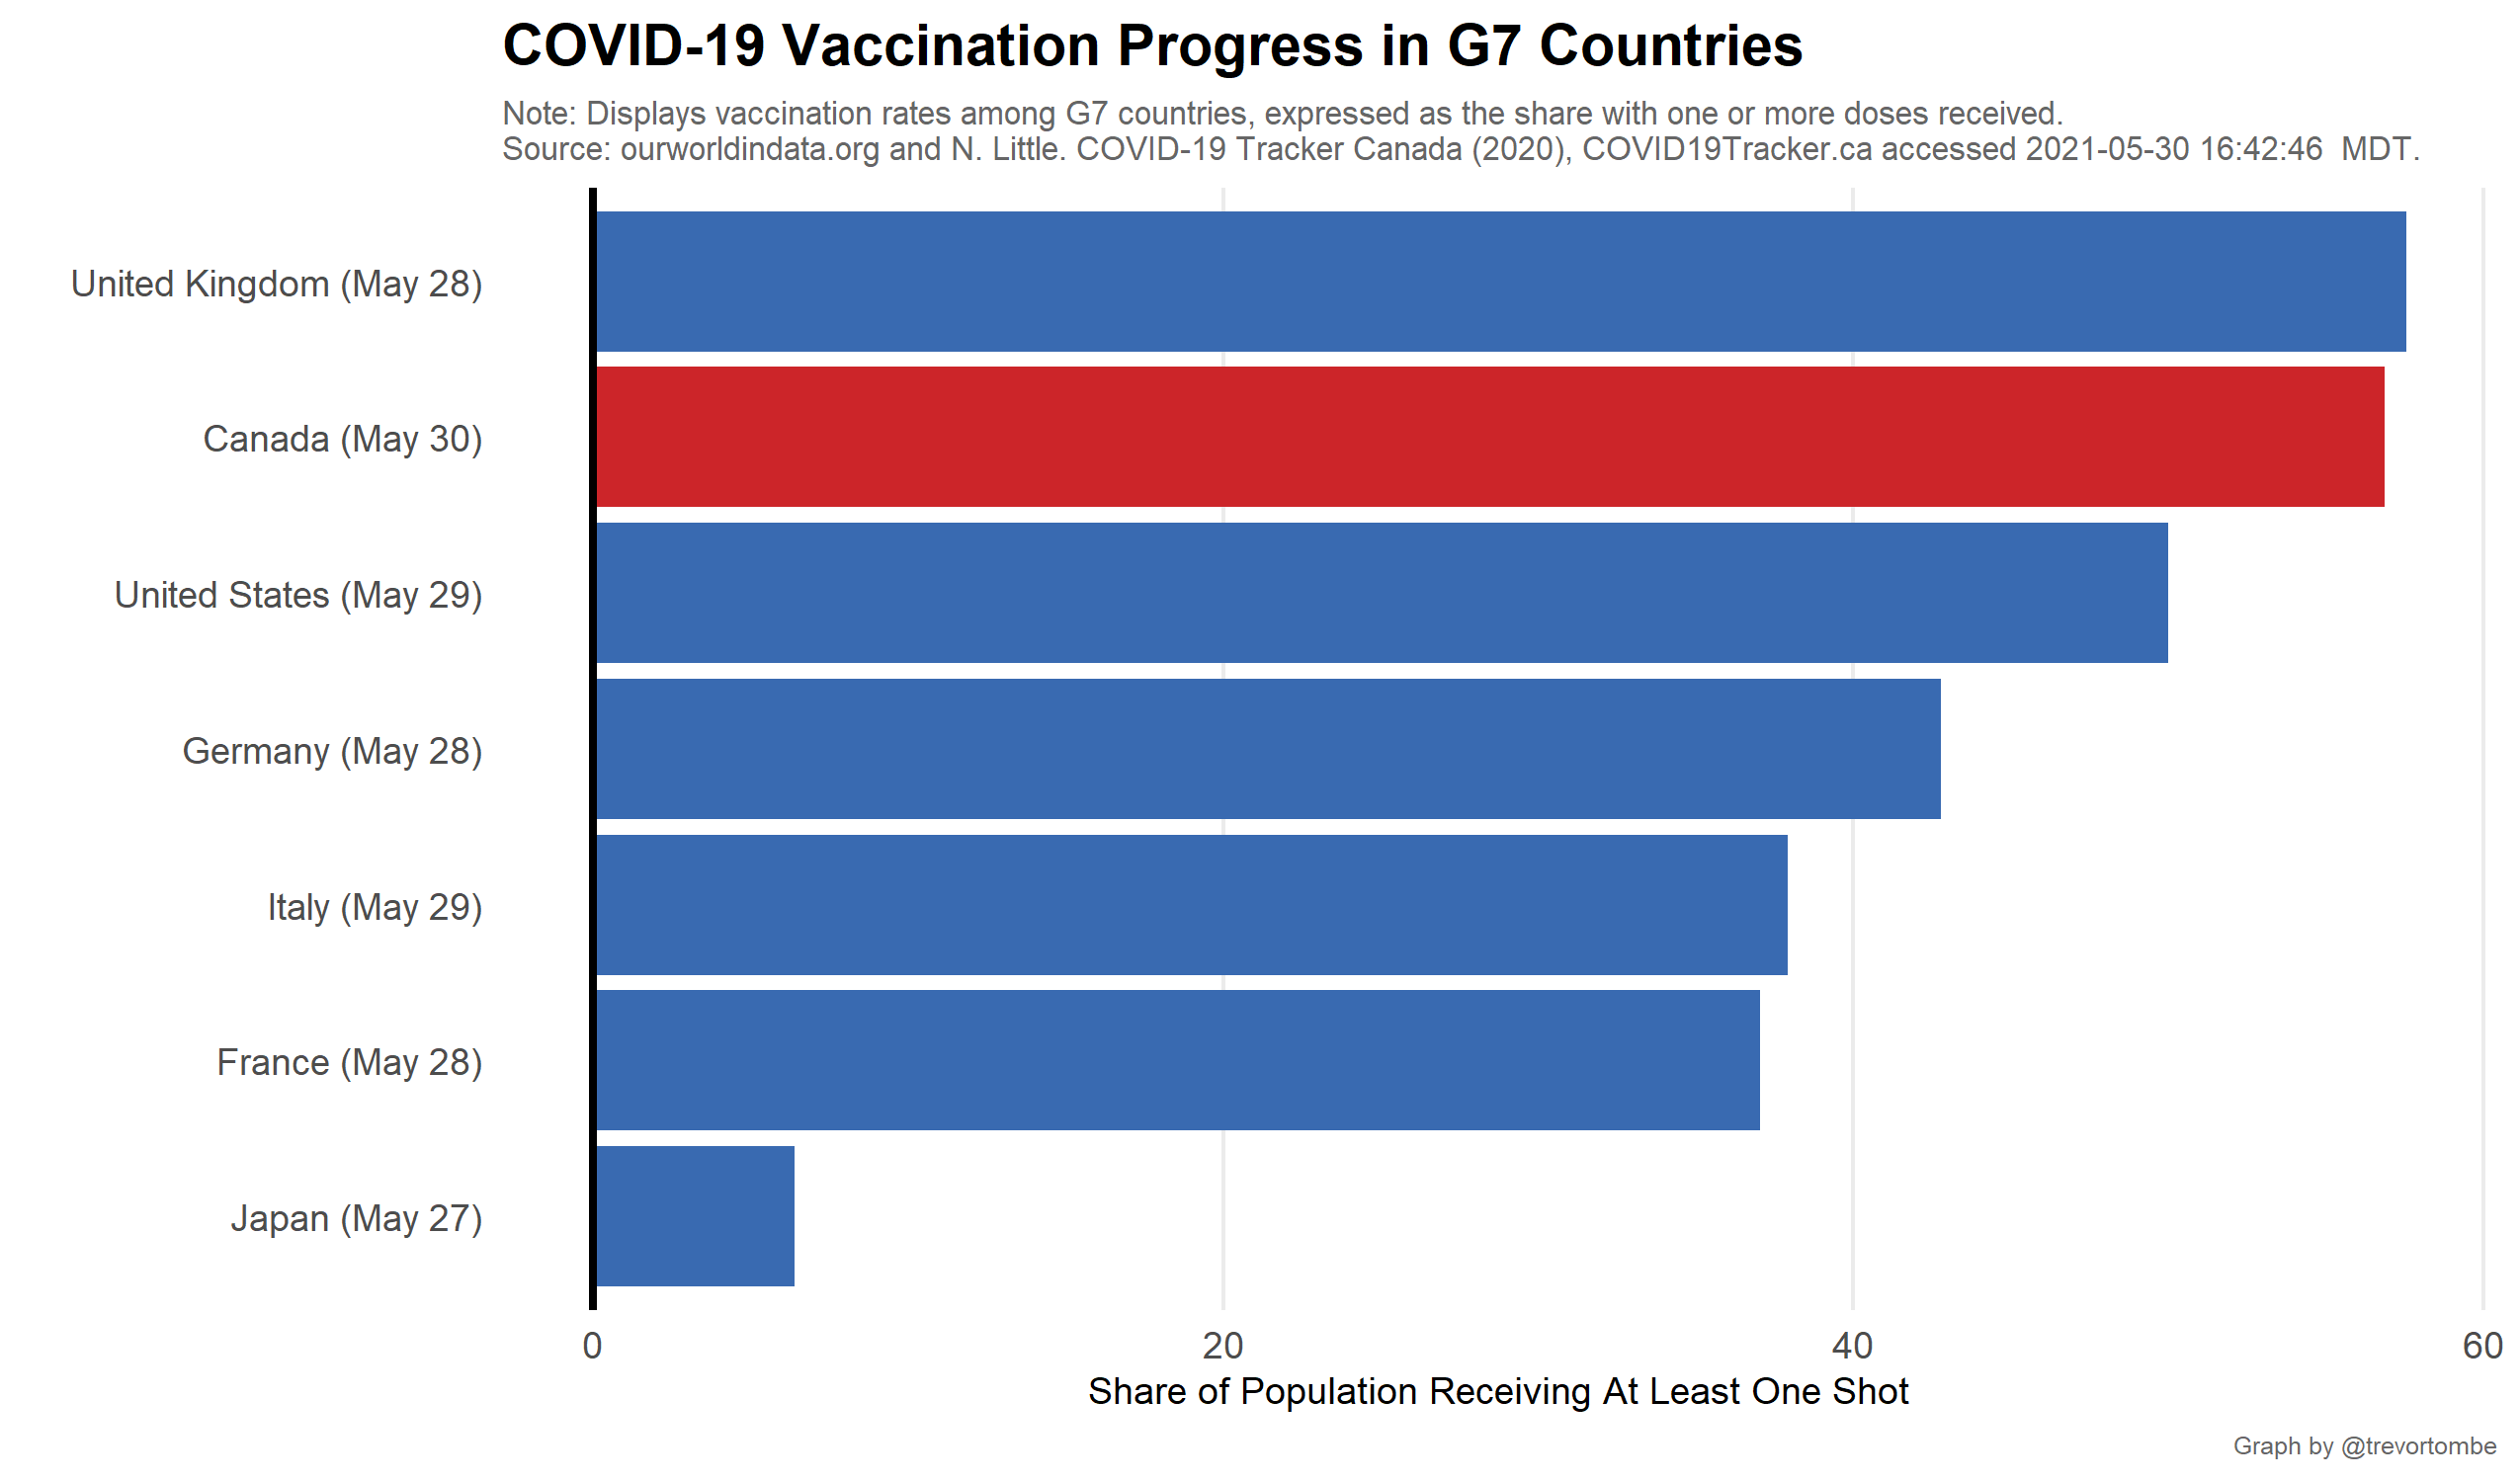 COVID-19 Vaccination Progress in G7 Countries
Note: Displays vaccination rates among G7 countries, expressed as the share with one or more doses received.
Source: ourworldindata.org and N. Little. COVID-19 Tracker Canada (2020), COVID19Tracker.ca accessed 2021-05-30 16:42:46  MDT.
United Kingdom (May 28)
Canada (May 30)
United States (May 29)
Germany (May 28)
Italy (May 29)
France (May 28)
Japan (May 27)
0 20 40 60
Share of Population Receiving At Least One Shot
Graph by @trevortombe